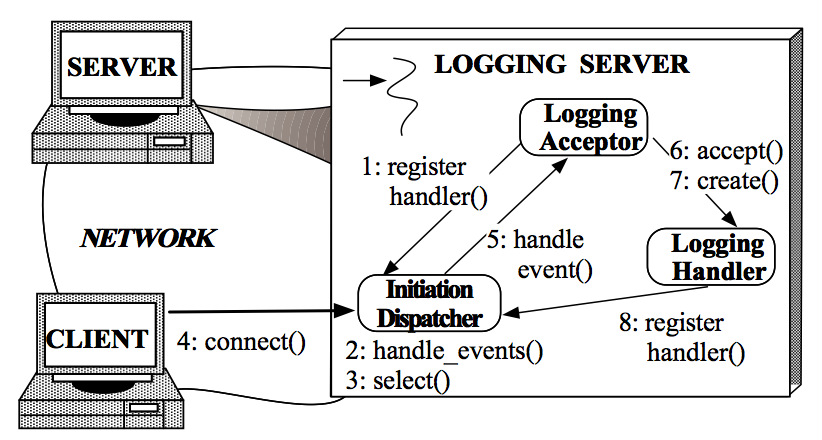 SERVER
LOGGING SERVER
Logging
Acceptor
1: register
handler()
6: accept()
7: create()
NETWORK
5: handle
event()
Logging
Handler
Initiation
Dispatcher
CLIENT
4: connect()
2: handle_events()
3: select()
8: register
handler()